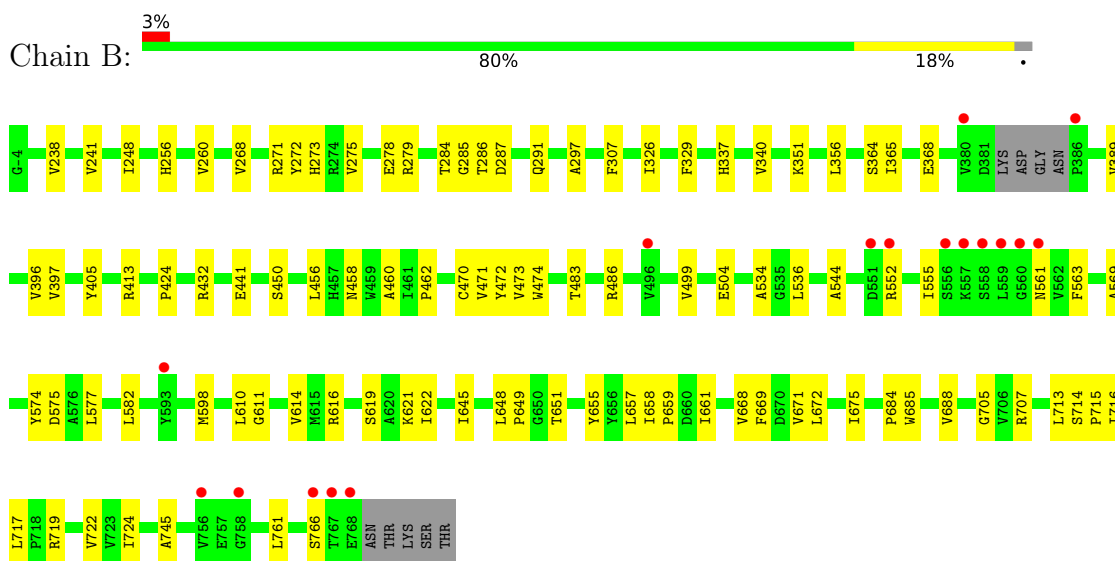 3%
Chain B:
80% 18% •
G-4 V238 V241 I248 H256 V260 V268 R271 Y272 H273 R274 V275 E278 R279 T284 G285 T286 D287 Q291 A297 F307 I326 F329 H337 V340 K351 L356 S364 I365 E368 V380 D381 LYS ASP GLY ASN P386 V389
V396 V397 Y405 R413 P424 R432 E441 S450 L456 H457 N458 W459 A460 I461 P462 C470 V471 Y472 V473 W474 T483 R486 V496 V499 E504 A534 G535 L536 A544 D551 R552 I555 S556 K557 S558 L559 G560 N561 V562 F563 A569
Y574 D575 A576 L577 L582 Y593 M598 L610 G611 V614 M615 R616 S619 A620 K621 I622 I645 L648 P649 G650 T651 Y655 Y656 L657 I658 P659 D660 I661 V668 F669 D670 V671 L672 I675 P684 W685 V688 G705 V706 R707 L713 S714 P715
L717 P718 R719 V722 V723 I724 A745 V756 E757 G758 L761 S766 T767 E768 ASN THR LYS SER THR